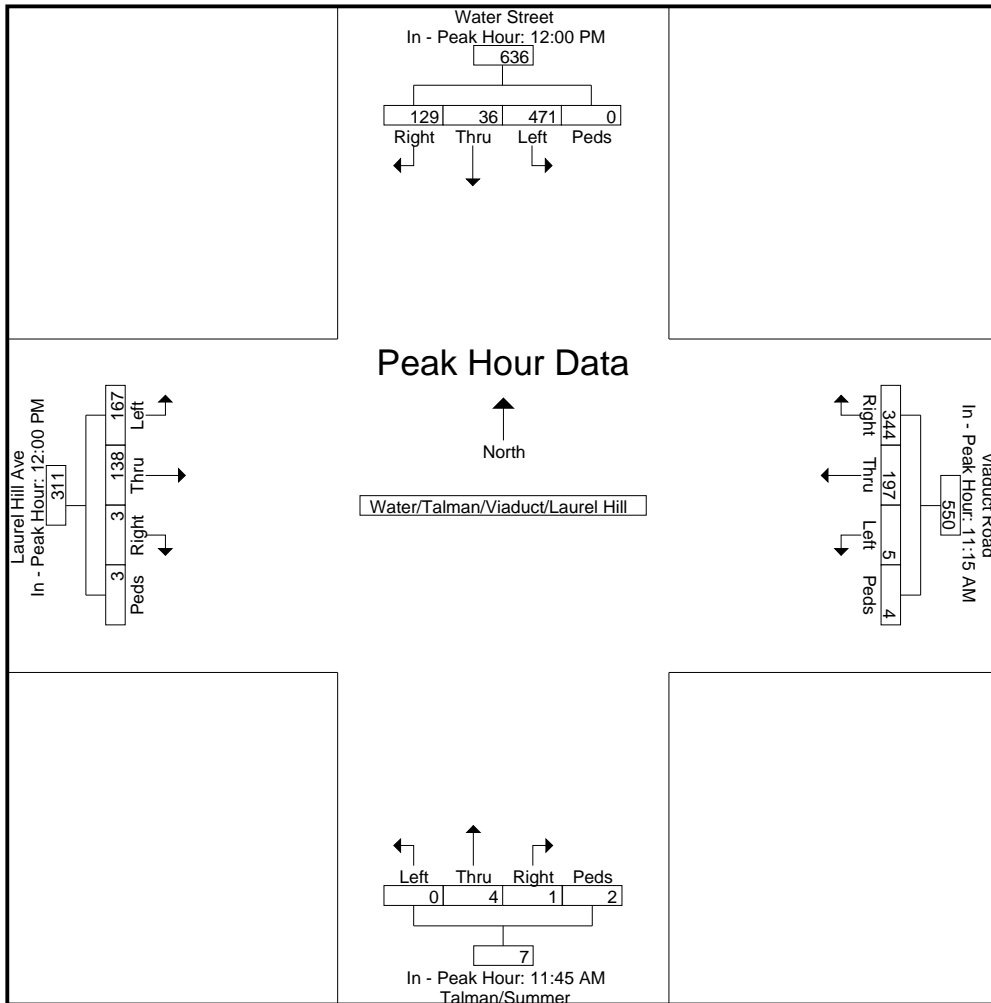 Water Street
In - Peak Hour: 12:00 PM
636
129 36 471 0
Right Thru Left Peds
Peak Hour Data
North
Water/Talman/Viaduct/Laurel Hill
Laurel Hill Ave
In - Peak Hour: 12:00 PM
311
167 138 3 3
Left Thru Right Peds
Viaduct Road
In - Peak Hour: 11:15 AM
550
344 197 5 4
Right Thru Left Peds
Left Thru Right Peds
0 4 1 2
7
In - Peak Hour: 11:45 AM
Talman/Summer